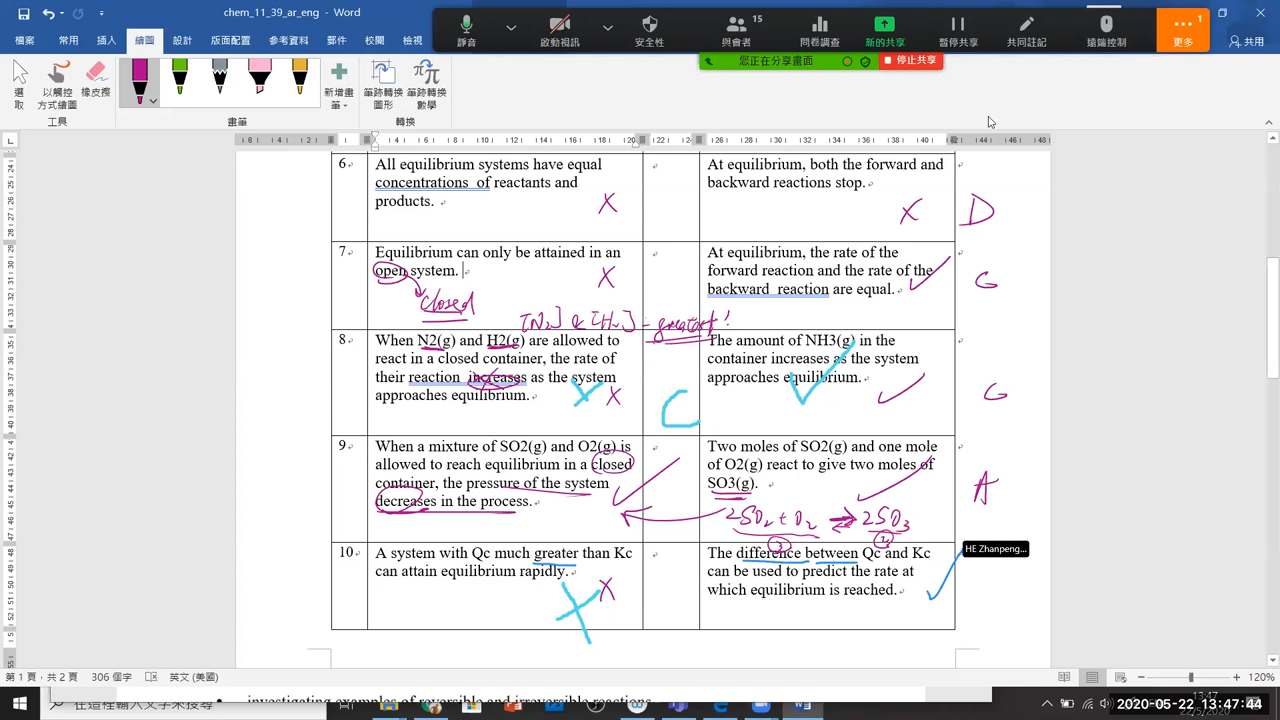 chem_11_39_ar_eng - Word
15
1
檔案
常用
插入
繪圖
設計
版面配置
參考資料
郵件
校閱
檢視
靜音
啟動視訊
安全性
與會者
問卷調查
新的共享
暫停共享
共同註記
遠端控制
更多
共用
您正在分享畫面
停止共享
選取
以觸控方式繪圖
橡皮擦
新增畫筆
筆跡轉換圖形
筆跡轉換數學
工具
畫筆
轉換
6
All equilibrium systems have equal
concentrations of reactants and
products.
X
At equilibrium, both the forward and
backward reactions stop.
X
D
7
Equilibrium can only be attained in an
open system.
closed
X
At equilibrium, the rate of the
forward reaction and the rate of the
backward reaction are equal.
C
[N2] & [H2] = greatest!
8
When N2(g) and H2(g) are allowed to
react in a closed container, the rate of
their reaction increases as the system
approaches equilibrium.
X X
C
The amount of NH3(g) in the
container increases as the system
approaches equilibrium.
C
9
When a mixture of SO2(g) and O2(g) is
allowed to reach equilibrium in a closed
container, the pressure of the system
decreases in the process.
Two moles of SO2(g) and one mole
of O2(g) react to give two moles of
SO3(g).
2SO2 + O2 ⇌ 2SO3
3 2
A
10
A system with Qc much greater than Kc
can attain equilibrium rapidly.
X X
The difference between Qc and Kc
can be used to predict the rate at
which equilibrium is reached.
HE Zhanpeng...
第 1 頁，共 2 頁
306 個字
英文 (美國)
120%
investigating examples of reversible and irreversible reactions
在這裡輸入文字來搜尋
2020-05-22 13:47:44